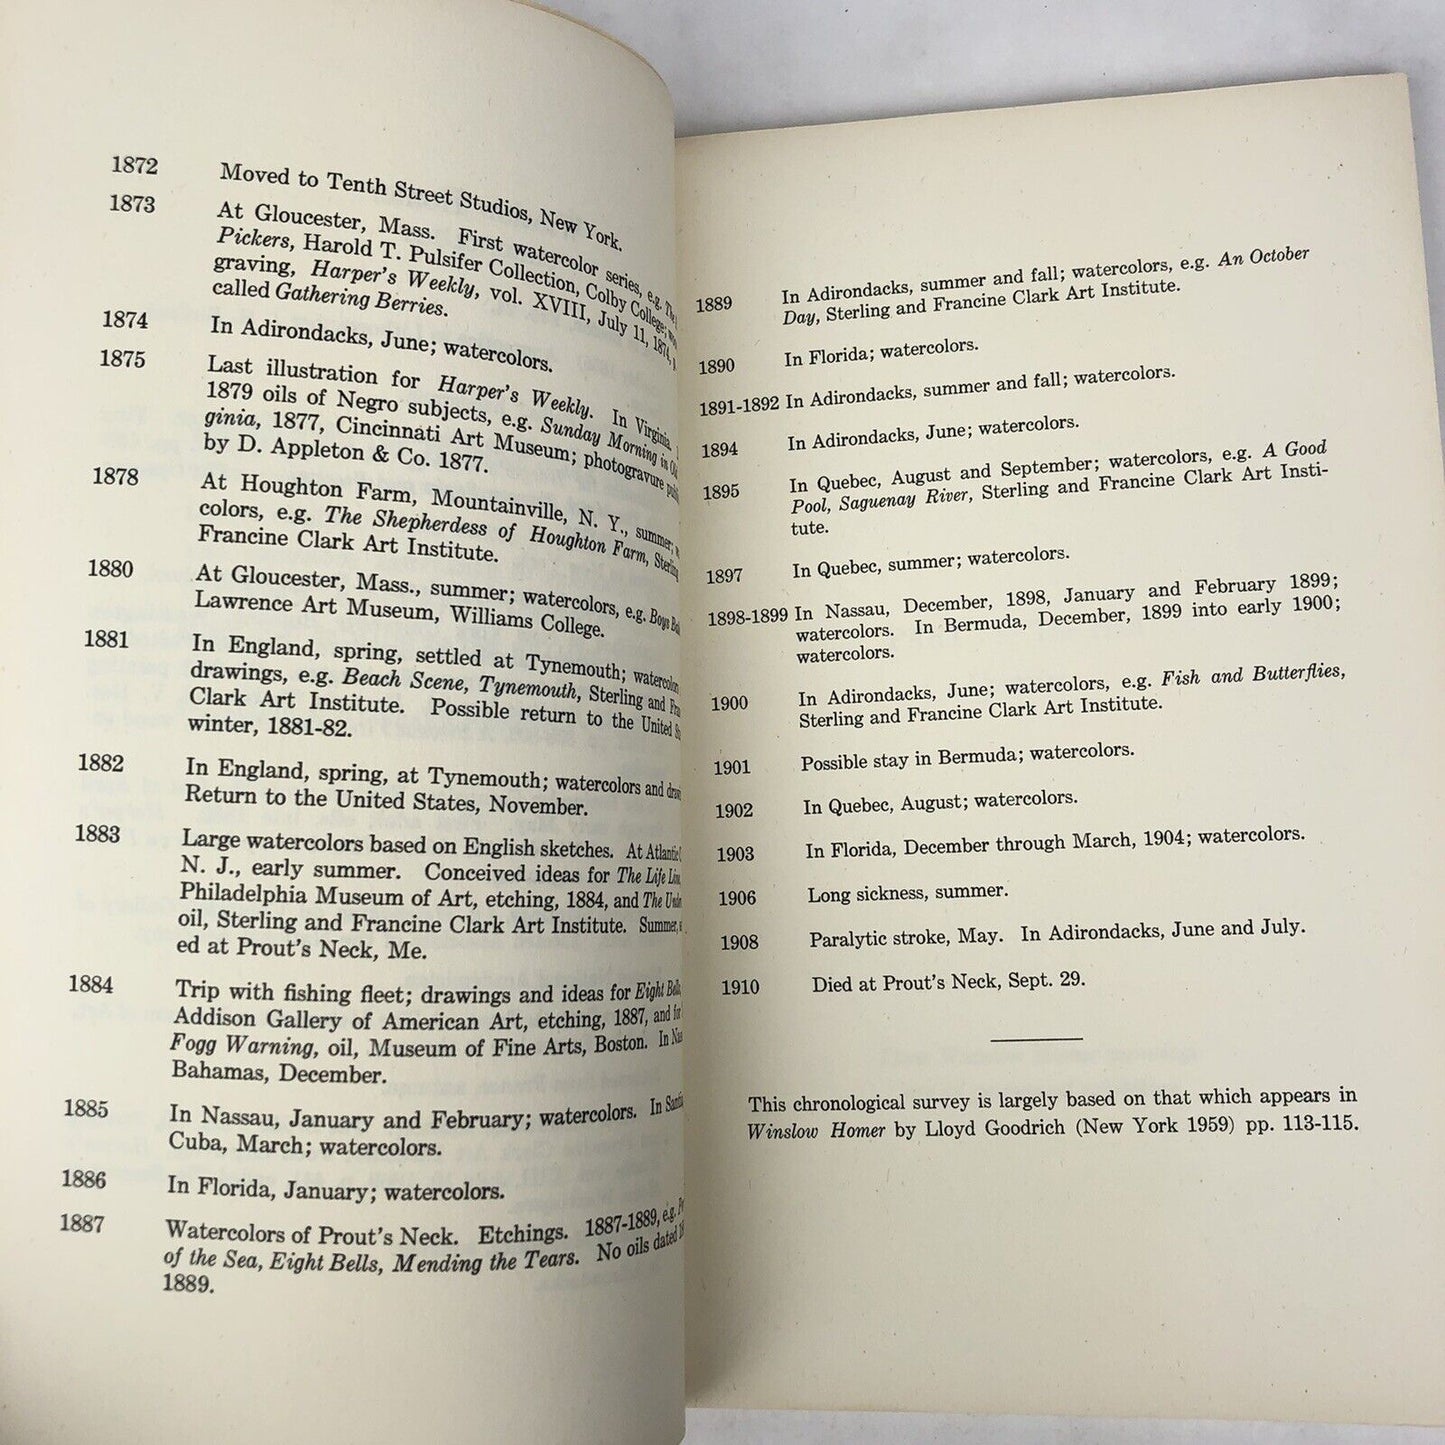 1872 Moved to Tenth Street Studios, New York.
1873 At Gloucester, Mass. First watercolor series, e.g. The
Pickers, Harold T. Pulsifer Collection, Colby College;
graving, Harper's Weekly, vol. XVIII, July 11, 1874,
called Gathering Berries.
1874 In Adirondacks, June; watercolors.
1875 Last illustration for Harper's Weekly. In Virginia,
1879 oils of Negro subjects, e.g. Sunday Morning in
ginia, 1877, Cincinnati Art Museum; photogravure
by D. Appleton & Co. 1877.
1878 At Houghton Farm, Mountainville, N. Y., summer;
colors, e.g. The Shepherdess of Houghton Farm, Sterling
Francine Clark Art Institute.
1880 At Gloucester, Mass., summer; watercolors, e.g. Boys
Lawrence Art Museum, Williams College.
1881 In England, spring, settled at Tynemouth; watercolors
drawings, e.g. Beach Scene, Tynemouth, Sterling and
Clark Art Institute. Possible return to the United
winter, 1881-82.
1882 In England, spring, at Tynemouth; watercolors and
Return to the United States, November.
1883 Large watercolors based on English sketches. At Atlantic
N. J., early summer. Conceived ideas for The Life Line,
Philadelphia Museum of Art, etching, 1884, and The
oil, Sterling and Francine Clark Art Institute. Summer,
ed at Prout's Neck, Me.
1884 Trip with fishing fleet; drawings and ideas for Eight Bells,
Addison Gallery of American Art, etching, 1887, and for
Fogg Warning, oil, Museum of Fine Arts, Boston. In
Bahamas, December.
1885 In Nassau, January and February; watercolors. In
Cuba, March; watercolors.
1886 In Florida, January; watercolors.
1887 Watercolors of Prout's Neck. Etchings. 1887-1889, e.g.
of the Sea, Eight Bells, Mending the Tears. No oils dated
1889.
1889 In Adirondacks, summer and fall; watercolors, e.g. An October
Day, Sterling and Francine Clark Art Institute.
1890 In Florida; watercolors.
1891-1892 In Adirondacks, summer and fall; watercolors.
1894 In Adirondacks, June; watercolors.
1895 In Quebec, August and September; watercolors, e.g. A Good
Pool, Saguenay River, Sterling and Francine Clark Art Insti-
tute.
1897 In Quebec, summer; watercolors.
1898-1899 In Nassau, December, 1898, January and February 1899;
watercolors. In Bermuda, December, 1899 into early 1900;
watercolors.
1900 In Adirondacks, June; watercolors, e.g. Fish and Butterflies,
Sterling and Francine Clark Art Institute.
1901 Possible stay in Bermuda; watercolors.
1902 In Quebec, August; watercolors.
1903 In Florida, December through March, 1904; watercolors.
1906 Long sickness, summer.
1908 Paralytic stroke, May. In Adirondacks, June and July.
1910 Died at Prout's Neck, Sept. 29.
This chronological survey is largely based on that which appears in
Winslow Homer by Lloyd Goodrich (New York 1959) pp. 113-115.